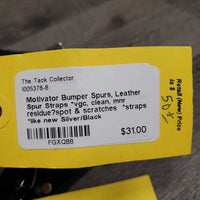 The Tack Collector
I005376-8
Motivator Bumper Spurs, Leather
Spur Straps *vgc, clean, mnr
residue?spot & scratches *straps
*like new Silver/Black
$31.00
FGXQBB
Retail (New) Price
is $ 50+